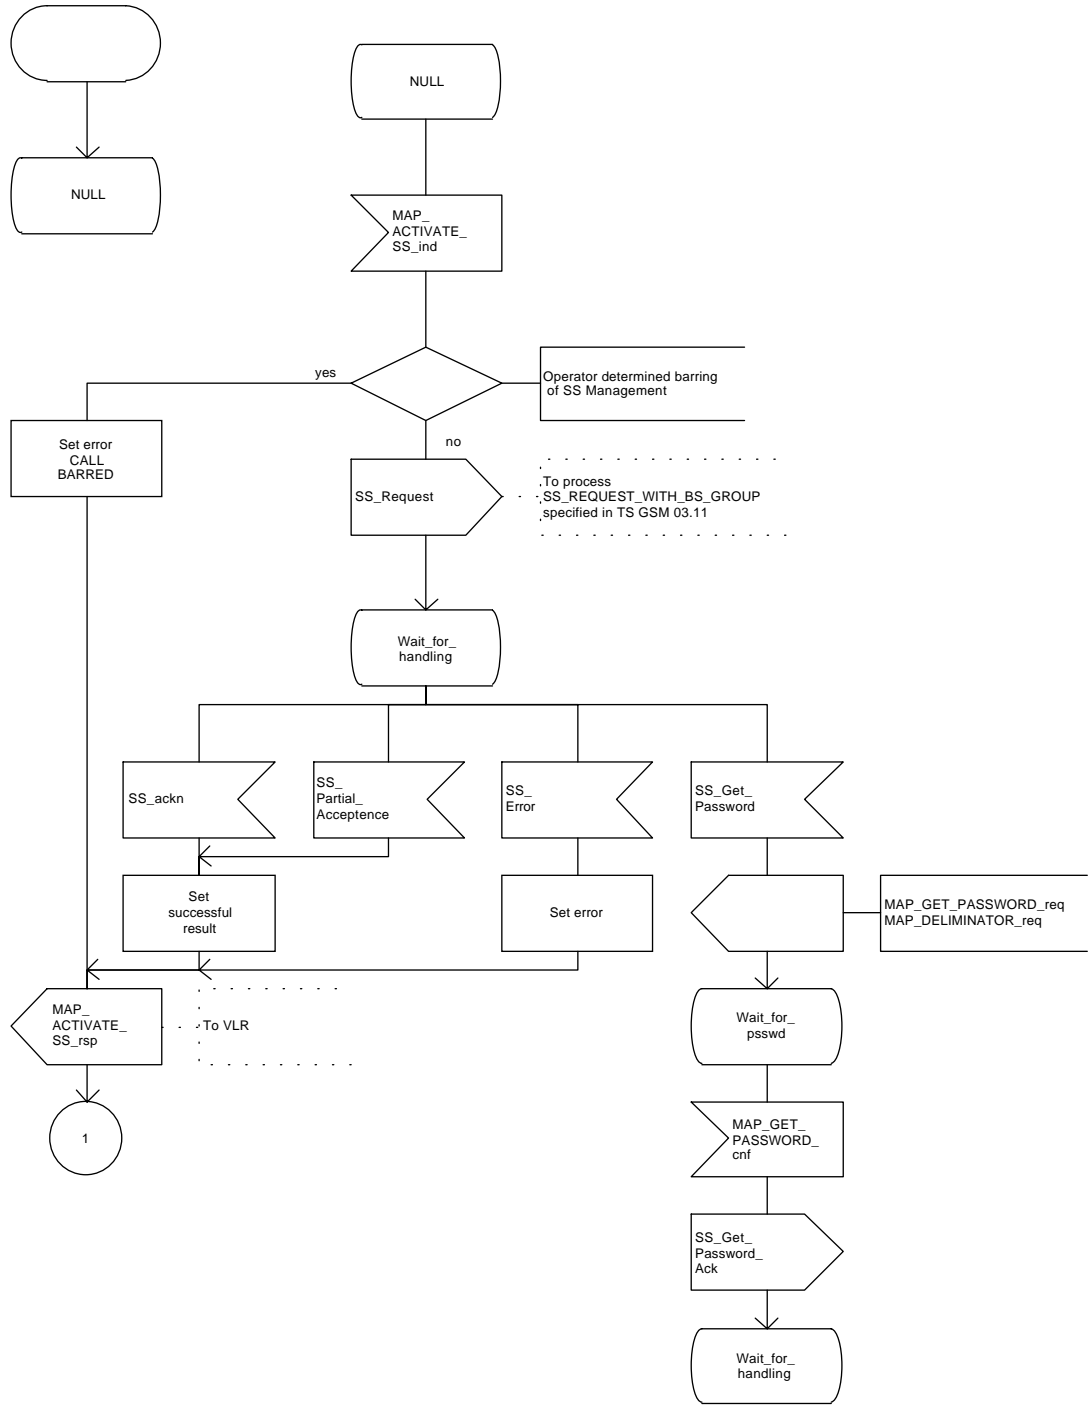 NULL
NULL
MAP_
ACTIVATE_
SS_ind
yes
Operator determined barring
of SS Management
no
Set error
CALL
BARRED
SS_Request
To process
SS_REQUEST_WITH_BS_GROUP
specified in TS GSM 03.11
Wait_for_
handling
SS_ackn
SS_
Partial_
Acceptence
SS_
Error
SS_Get_
Password
Set
successful
result
Set error
MAP_GET_PASSWORD_req
MAP_DELIMINATOR_req
MAP_
ACTIVATE_
SS_rsp
To VLR
Wait_for_
psswd
1
MAP_GET_
PASSWORD_
cnf
SS_Get_
Password_
Ack
Wait_for_
handling